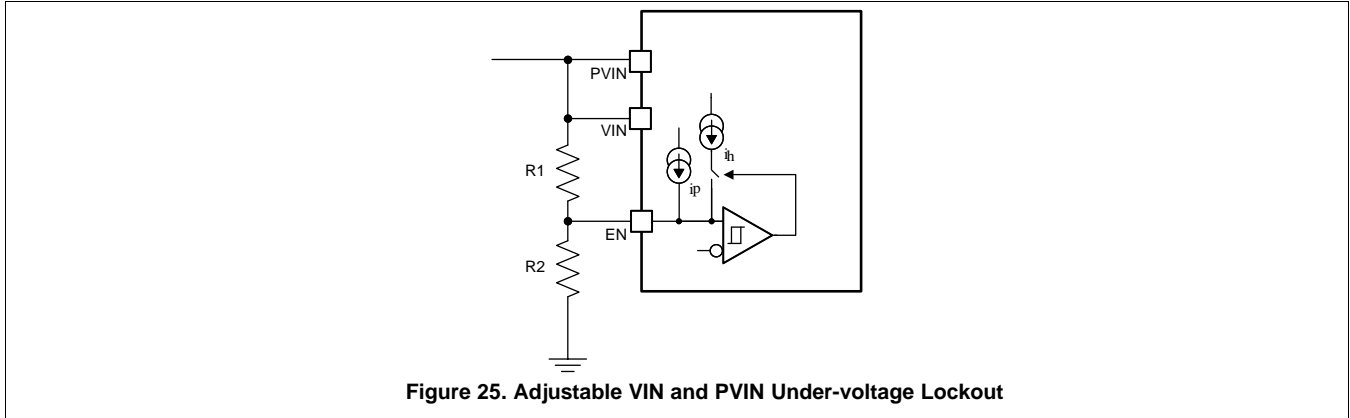 PVIN
VIN
R1
ih
ip
EN
R2
Figure 25. Adjustable VIN and PVIN Under-voltage Lockout